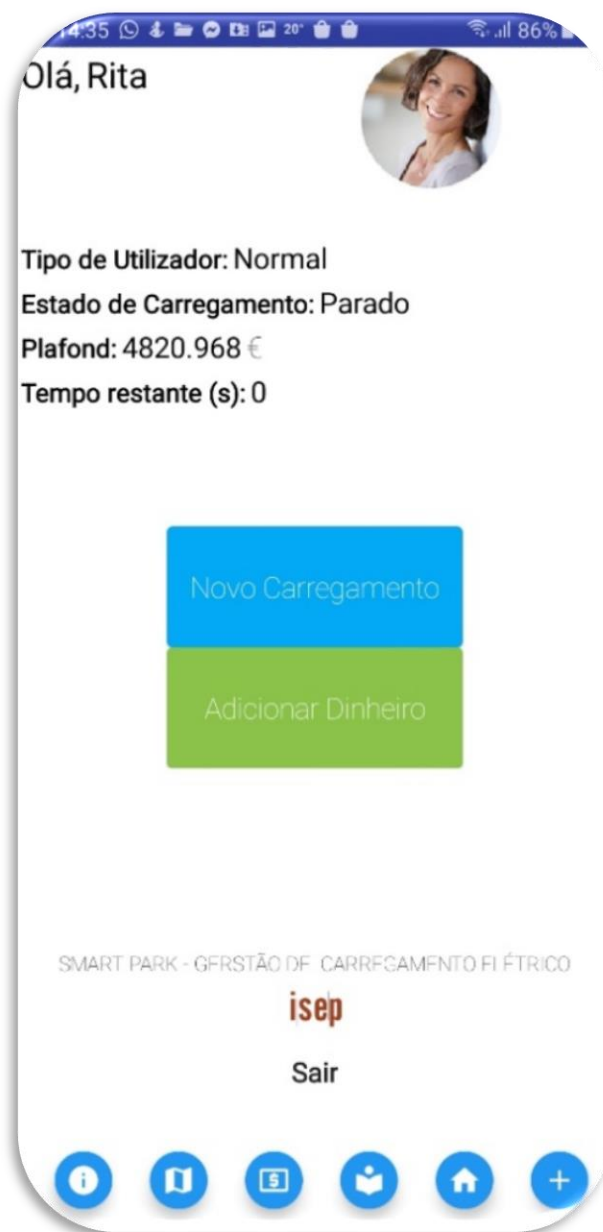 14:35 20° 86%
Olá, Rita
Tipo de Utilizador: Normal
Estado de Carregamento: Parado
Plafond: 4820.968 €
Tempo restante (s): 0
Novo Carregamento
Adicionar Dinheiro
SMART PARK - GERSTÃO DE CARREGAMENTO ELÉTRICO
isep
Sair